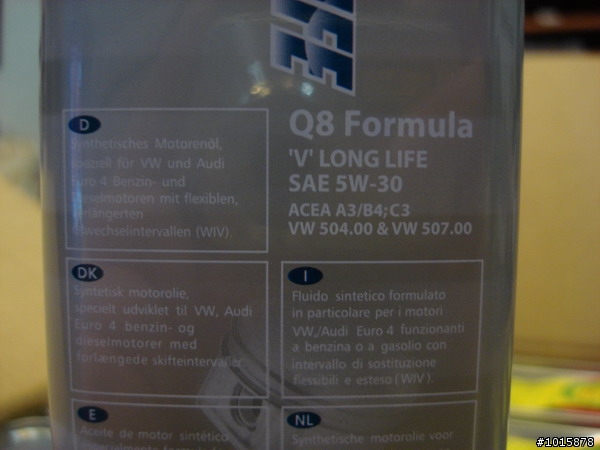 IFE
Q8 Formula
'V' LONG LIFE
SAE 5W-30
ACEA A3/B4;C3
VW 504.00 & VW 507.00
D
Synthetisches Motorenöl,
speziell für VW und Audi
Euro 4 Benzin- und
Dieselmotoren mit flexiblen,
verlängerten
Ölwechselintervallen (WIV).
DK
Syntetisk motorolie,
specielt udviklet til VW, Audi
Euro 4 benzin- og
dieselmotorer med
forlængede skifteintervaller.
I
Fluido sintetico formulato
in particolare per i motori
VW,/Audi Euro 4 funzionanti
a benzina o a gasolio con
intervallo di sostituzione
flessibili e esteso (WIV).
E
Aceite de motor sintético
NL
Synthetische motorolie voor
#1015878